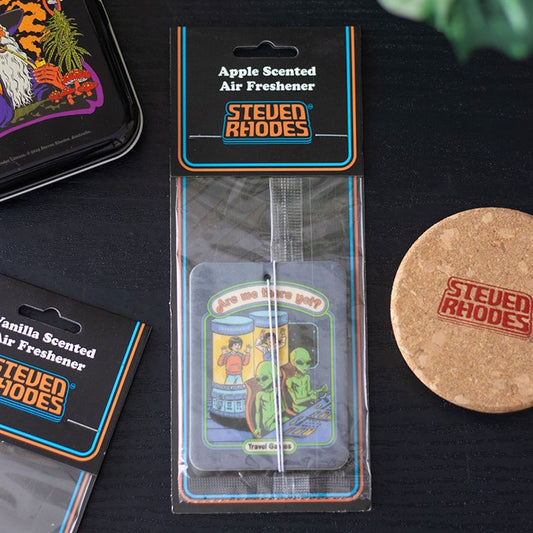 Apple Scented
Air Freshener
STEVEN
RHODES
Are we there yet?
Travel Games
Vanilla Scented
Air Freshener
STEVEN
RHODES
STEVEN
RHODES